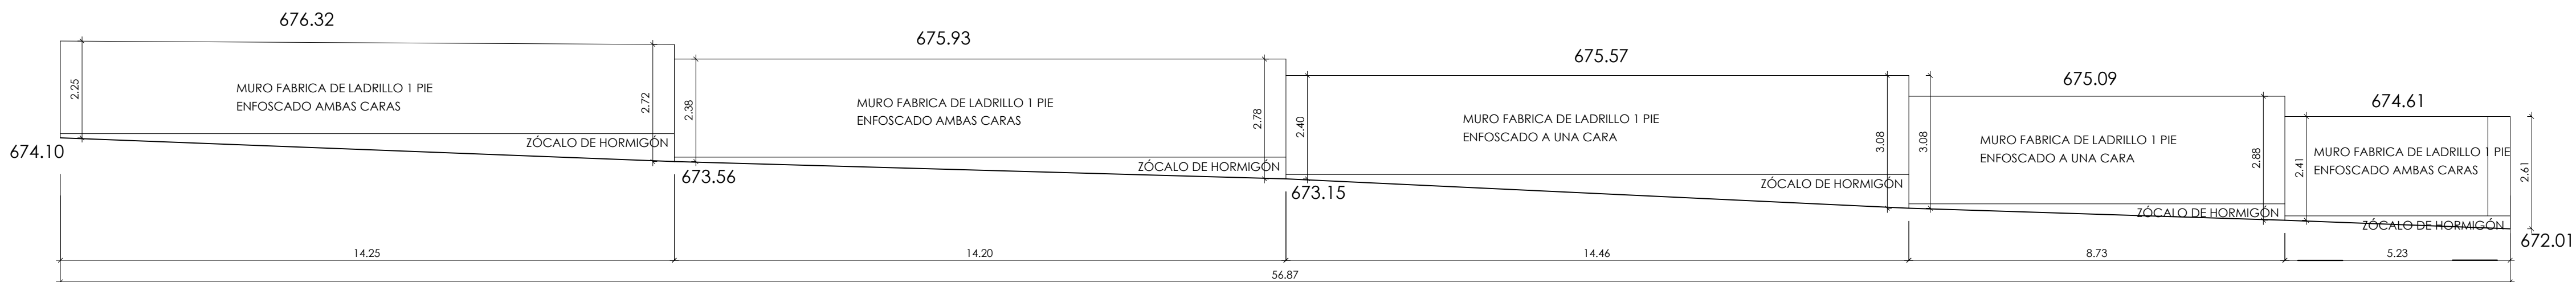 676.32
675.93
675.57
675.09
674.61
2.25
MURO FABRICA DE LADRILLO 1 PIE
ENFOSCADO AMBAS CARAS
2.72
ZÓCALO DE HORMIGÓN
2.38
MURO FABRICA DE LADRILLO 1 PIE
ENFOSCADO AMBAS CARAS
2.78
ZÓCALO DE HORMIGÓN
2.40
MURO FABRICA DE LADRILLO 1 PIE
ENFOSCADO A UNA CARA
3.08
ZÓCALO DE HORMIGÓN
3.08
MURO FABRICA DE LADRILLO 1 PIE
ENFOSCADO A UNA CARA
2.88
ZÓCALO DE HORMIGÓN
2.41
MURO FABRICA DE LADRILLO 1 PIE
ENFOSCADO AMBAS CARAS
2.61
ZÓCALO DE HORMIGÓN
674.10
673.56
673.15
672.01
14.25
14.20
14.46
8.73
5.23
56.87